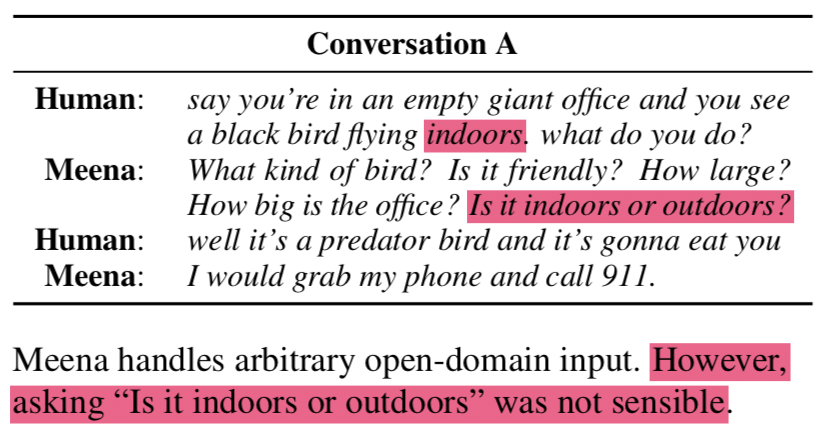 Conversation A
Human: say you're in an empty giant office and you see
a black bird flying indoors. what do you do?
Meena: What kind of bird? Is it friendly? How large?
How big is the office? Is it indoors or outdoors?
Human: well it's a predator bird and it's gonna eat you
Meena: I would grab my phone and call 911.
Meena handles arbitrary open-domain input. However,
asking “Is it indoors or outdoors” was not sensible.